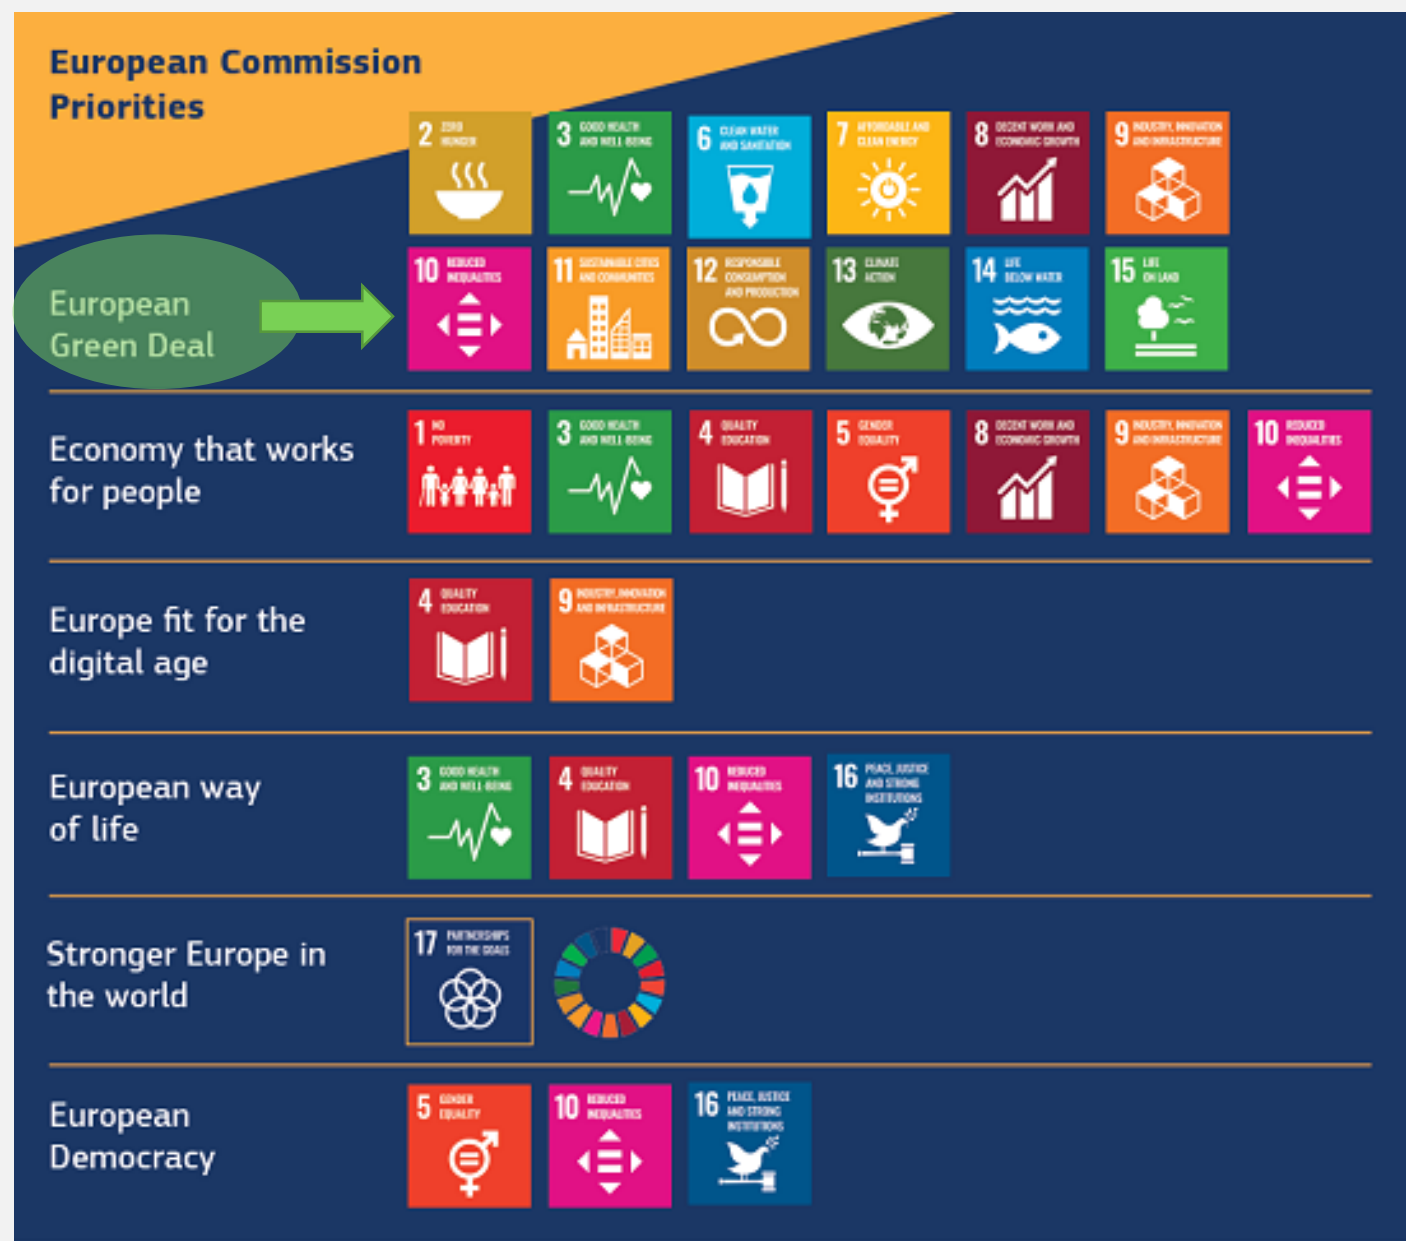 European Commission
Priorities
2 ZERO
HUNGER
3 GOOD HEALTH
AND WELL-BEING
6 CLEAN WATER
AND SANITATION
7 AFFORDABLE AND
CLEAN ENERGY
8 DECENT WORK AND
ECONOMIC GROWTH
9 INDUSTRY, INNOVATION
AND INFRASTRUCTURE
European
Green Deal
10 REDUCED
INEQUALITIES
11 SUSTAINABLE CITIES
AND COMMUNITIES
12 RESPONSIBLE
CONSUMPTION
AND PRODUCTION
13 CLIMATE
ACTION
14 LIFE
BELOW WATER
15 LIFE
ON LAND
Economy that works
for people
1 NO
POVERTY
3 GOOD HEALTH
AND WELL-BEING
4 QUALITY
EDUCATION
5 GENDER
EQUALITY
8 DECENT WORK AND
ECONOMIC GROWTH
9 INDUSTRY, INNOVATION
AND INFRASTRUCTURE
10 REDUCED
INEQUALITIES
Europe fit for the
digital age
4 QUALITY
EDUCATION
9 INDUSTRY, INNOVATION
AND INFRASTRUCTURE
European way
of life
3 GOOD HEALTH
AND WELL-BEING
4 QUALITY
EDUCATION
10 REDUCED
INEQUALITIES
16 PEACE, JUSTICE
AND STRONG
INSTITUTIONS
Stronger Europe in
the world
17 PARTNERSHIPS
FOR THE GOALS
European
Democracy
5 GENDER
EQUALITY
10 REDUCED
INEQUALITIES
16 PEACE, JUSTICE
AND STRONG
INSTITUTIONS